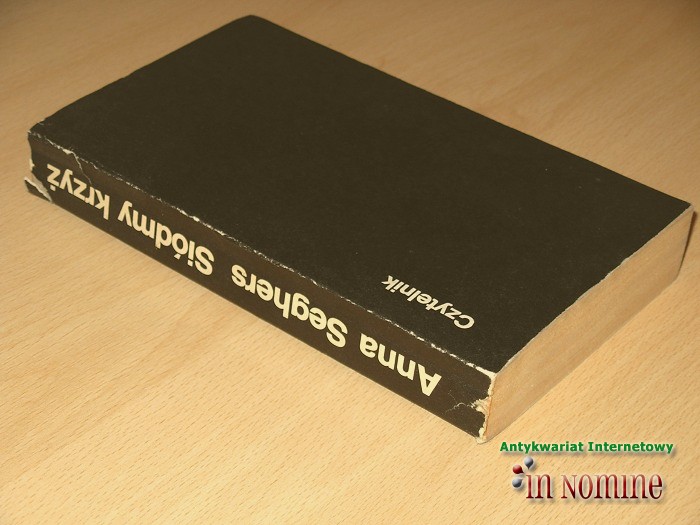 Czytelnik
Anna Seghers Siódmy krzyż
Antykwariat Internetowy
in nomine